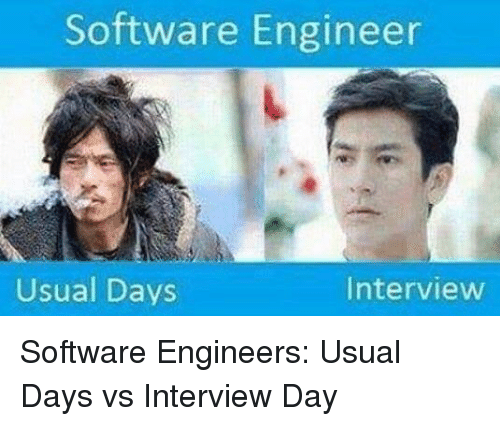 Software Engineer
Usual Days
Interview
Software Engineers: Usual
Days vs Interview Day